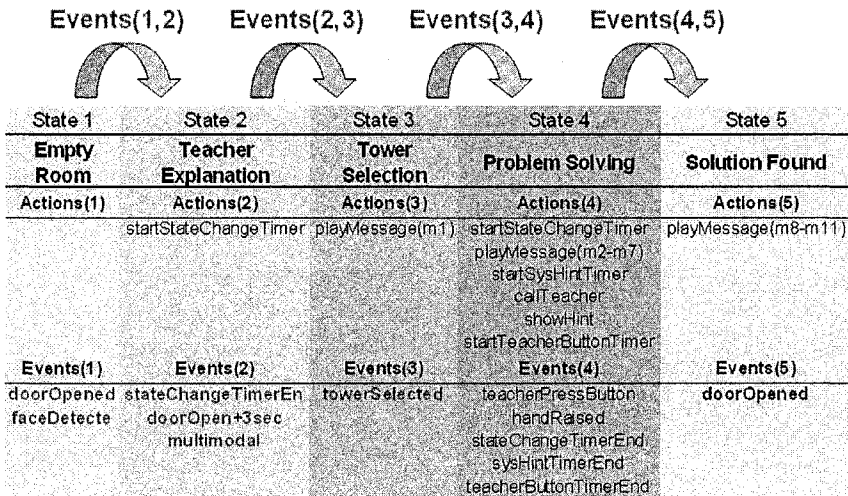 Events(1,2) Events(2,3) Events(3,4) Events(4,5)
State 1 State 2 State 3 State 4 State 5
Empty Room Teacher Explanation Tower Selection Problem Solving Solution Found
Actions(1) Actions(2) Actions(3) Actions(4) Actions(5)
startStateChangeTimer playMessage(m1) startStateChangeTimer playMessage(m8-m11)
playMessage(m2-m7)
startSysHintTimer
callTeacher
showHint
startTeacherButtonTimer
Events(1) Events(2) Events(3) Events(4) Events(5)
doorOpened stateChangeTimerEn towerSelected teacherPressButton doorOpened
faceDetecte doorOpen+3sec handRaised
multimodal stateChangeTimerEnd
sysHintTimerEnd
teacherButtonTimerEnd